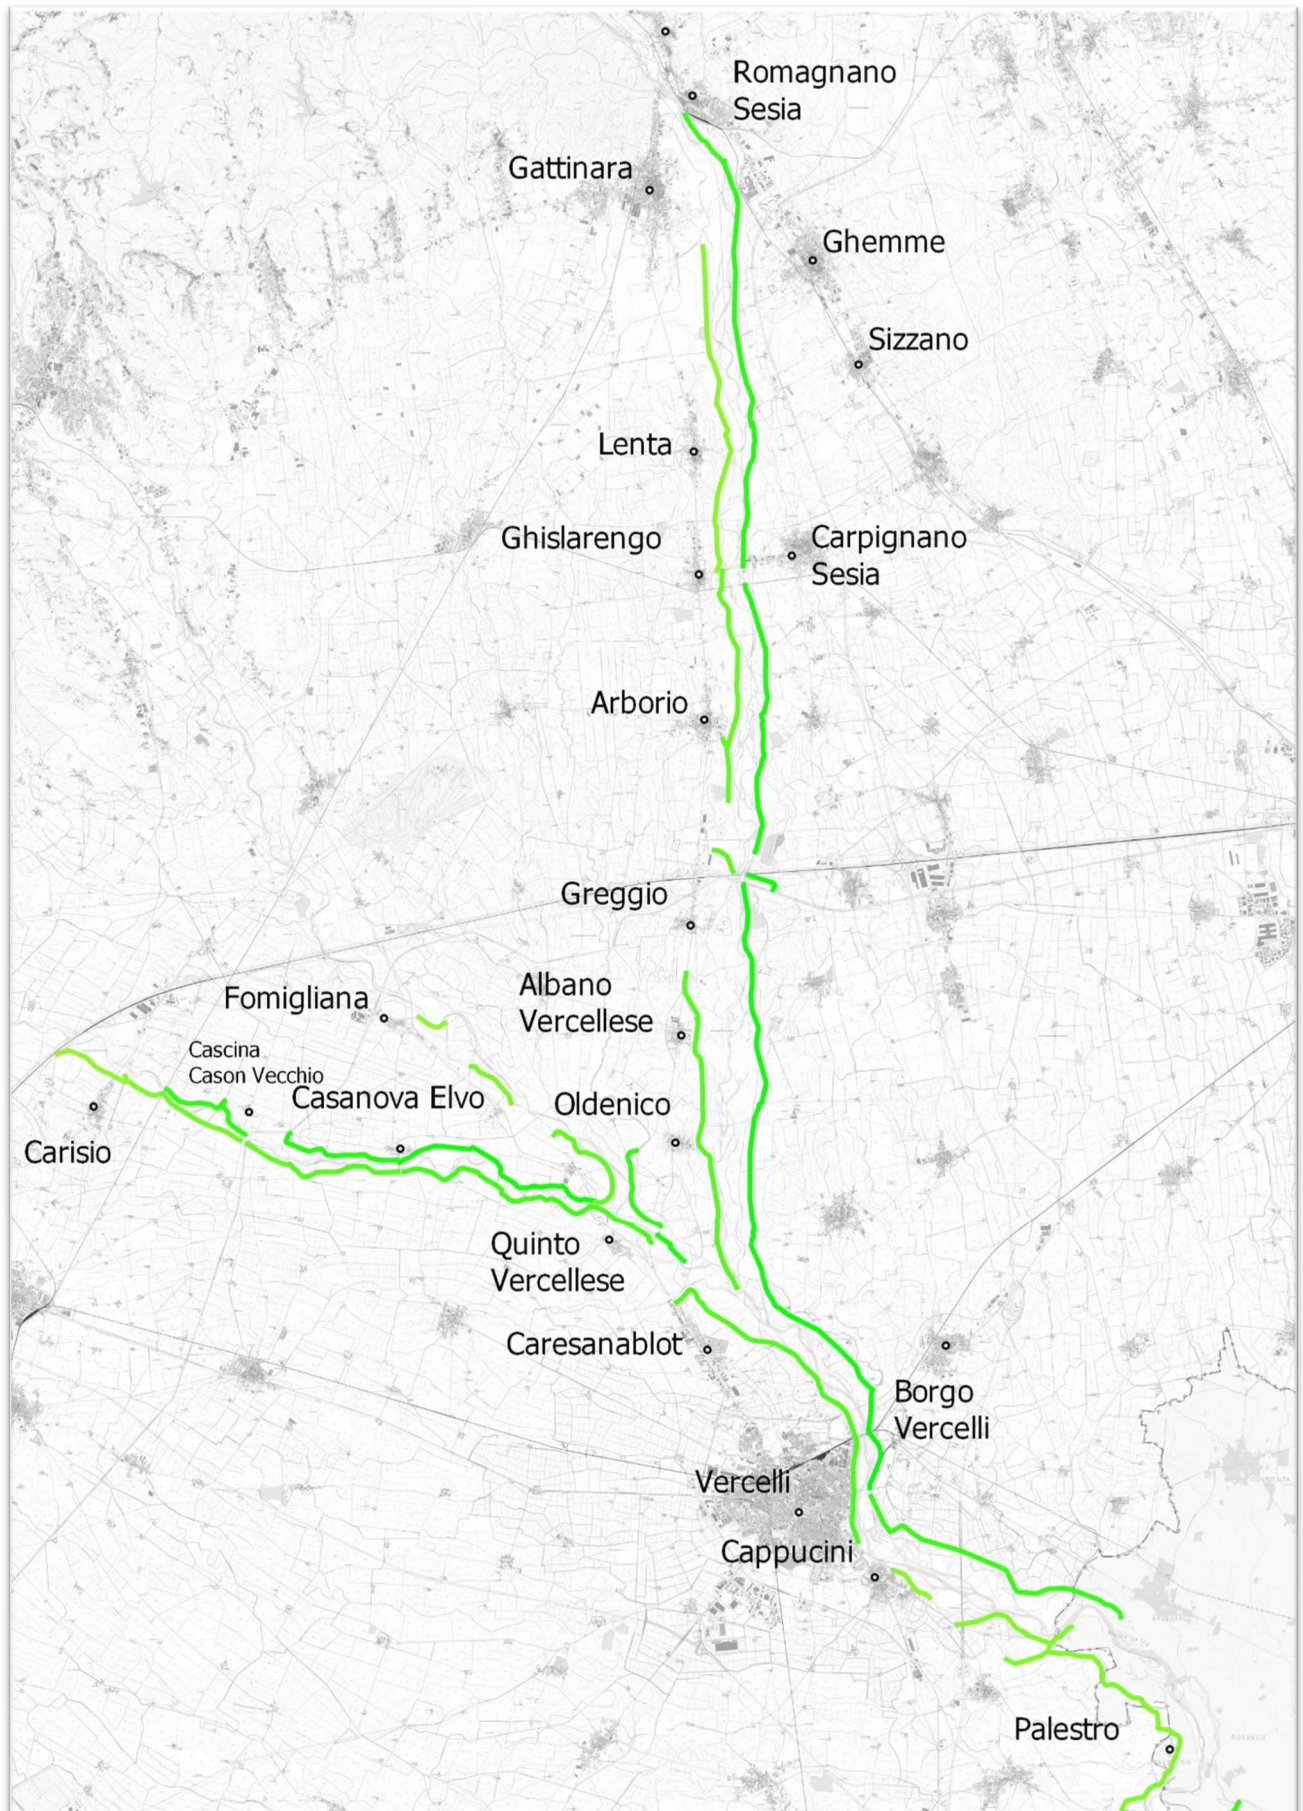 Romagnano
Sesia
Gattinara
Ghemme
Sizzano
Lenta
Ghislarengo
Carpignano
Sesia
Arborio
Greggio
Albano
Vercellese
Fomigliana
Cascina
Cason Vecchio
Casanova Elvo
Oldenico
Carisio
Quinto
Vercellese
Caresanablot
Borgo
Vercelli
Vercelli
Cappucini
Palestro